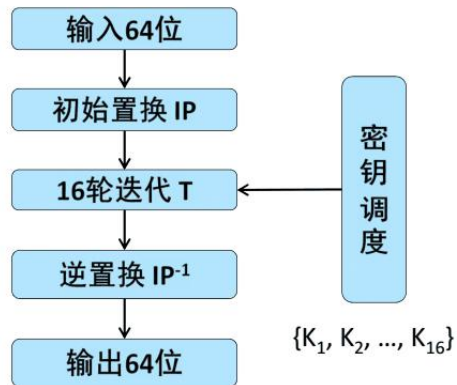 输入64位
初始置换 IP
16轮迭代 T
逆置换 IP⁻¹
输出64位
密钥调度
{K₁, K₂, ..., K₁₆}